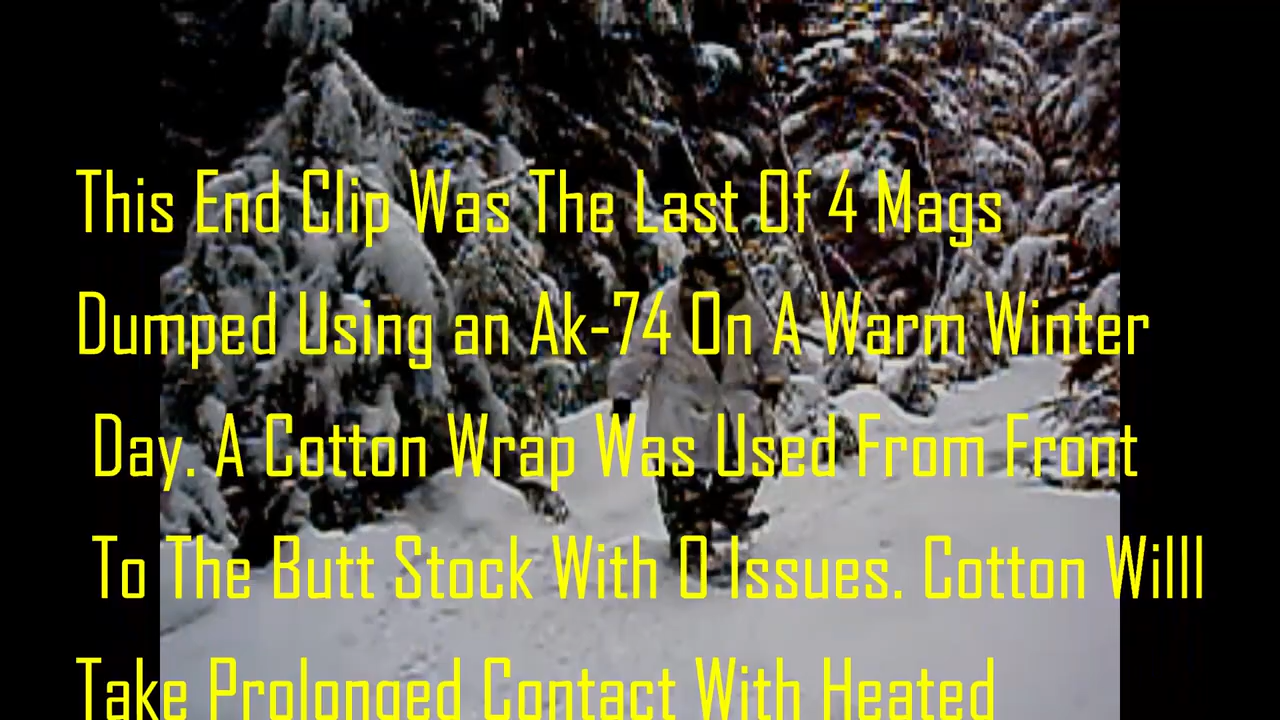 This End Clip Was The Last Of 4 Mags
Dumped Using an Ak-74 On A Warm Winter
Day. A Cotton Wrap Was Used From Front
To The Butt Stock With 0 Issues. Cotton Willl
Take Prolonged Contact With Heated